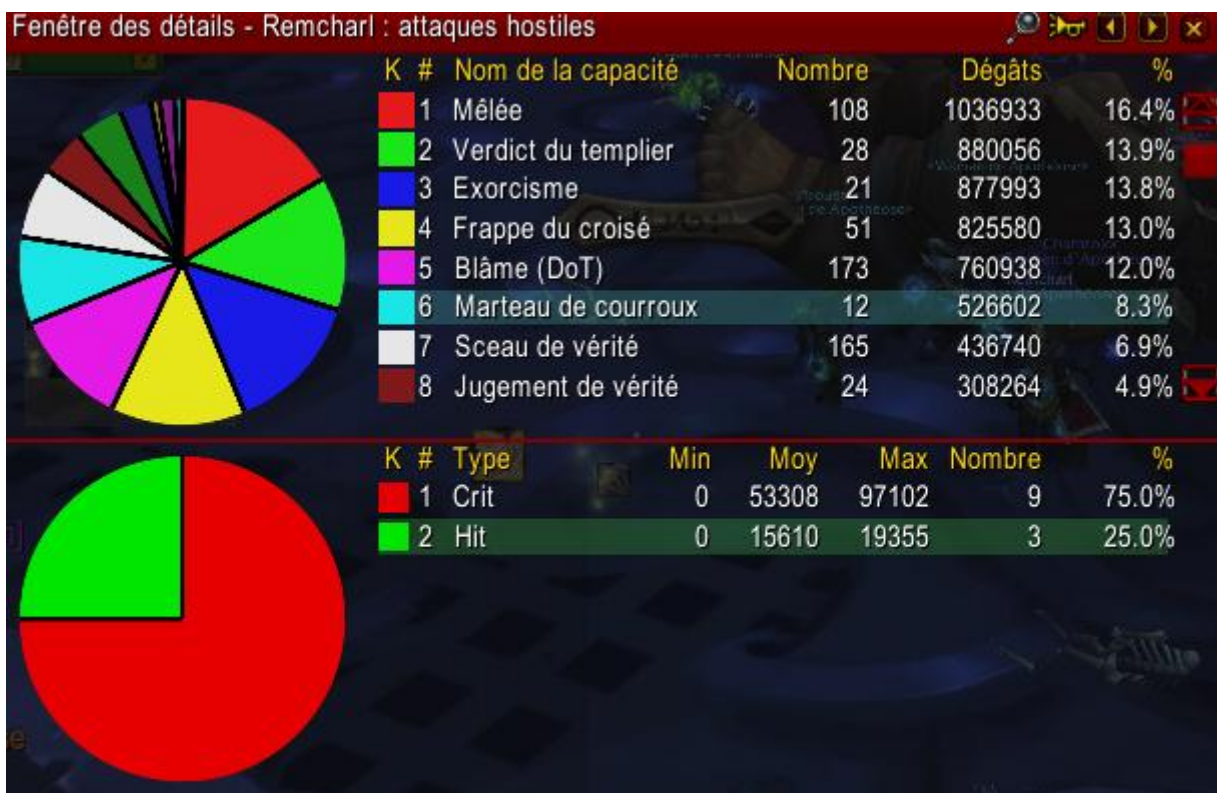 Fenêtre des détails - Remcharl : attaques hostiles
K # Nom de la capacité Nombre Dégâts %
1 Mêlée 108 1036933 16.4%
2 Verdict du templier 28 880056 13.9%
3 Exorcisme 21 877993 13.8%
4 Frappe du croisé 51 825580 13.0%
5 Blâme (DoT) 173 760938 12.0%
6 Marteau de courroux 12 526602 8.3%
7 Sceau de vérité 165 436740 6.9%
8 Jugement de vérité 24 308264 4.9%
K # Type Min Moy Max Nombre %
1 Crit 0 53308 97102 9 75.0%
2 Hit 0 15610 19355 3 25.0%